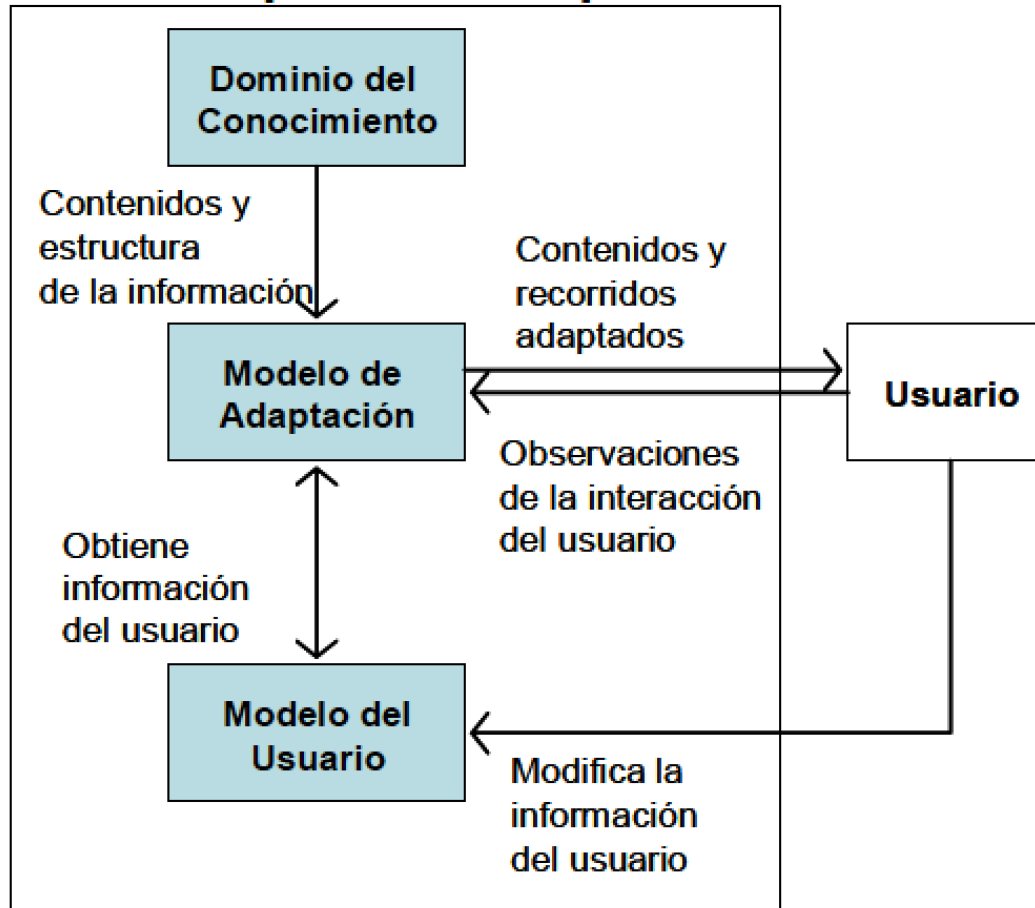 Dominio del
Conocimiento
Contenidos y
estructura
de la información
Contenidos y
recorridos
adaptados
Modelo de
Adaptación
Usuario
Observaciones
de la interacción
del usuario
Obtiene
información
del usuario
Modelo del
Usuario
Modifica la
información
del usuario